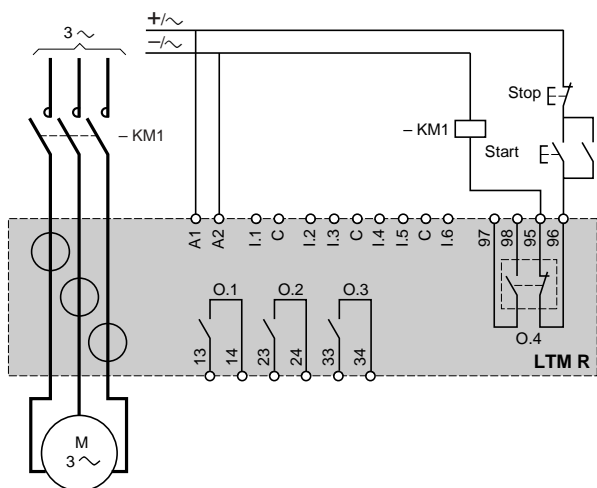 +/~
3 ~
−/~
Stop
– KM1
– KM1
Start
A1
A2
I.1
C
I.2
I.3
C
I.4
I.5
C
I.6
97
98
95
96
O.1
O.2
O.3
O.4
13
14
23
24
33
34
LTM R
M
3 ~